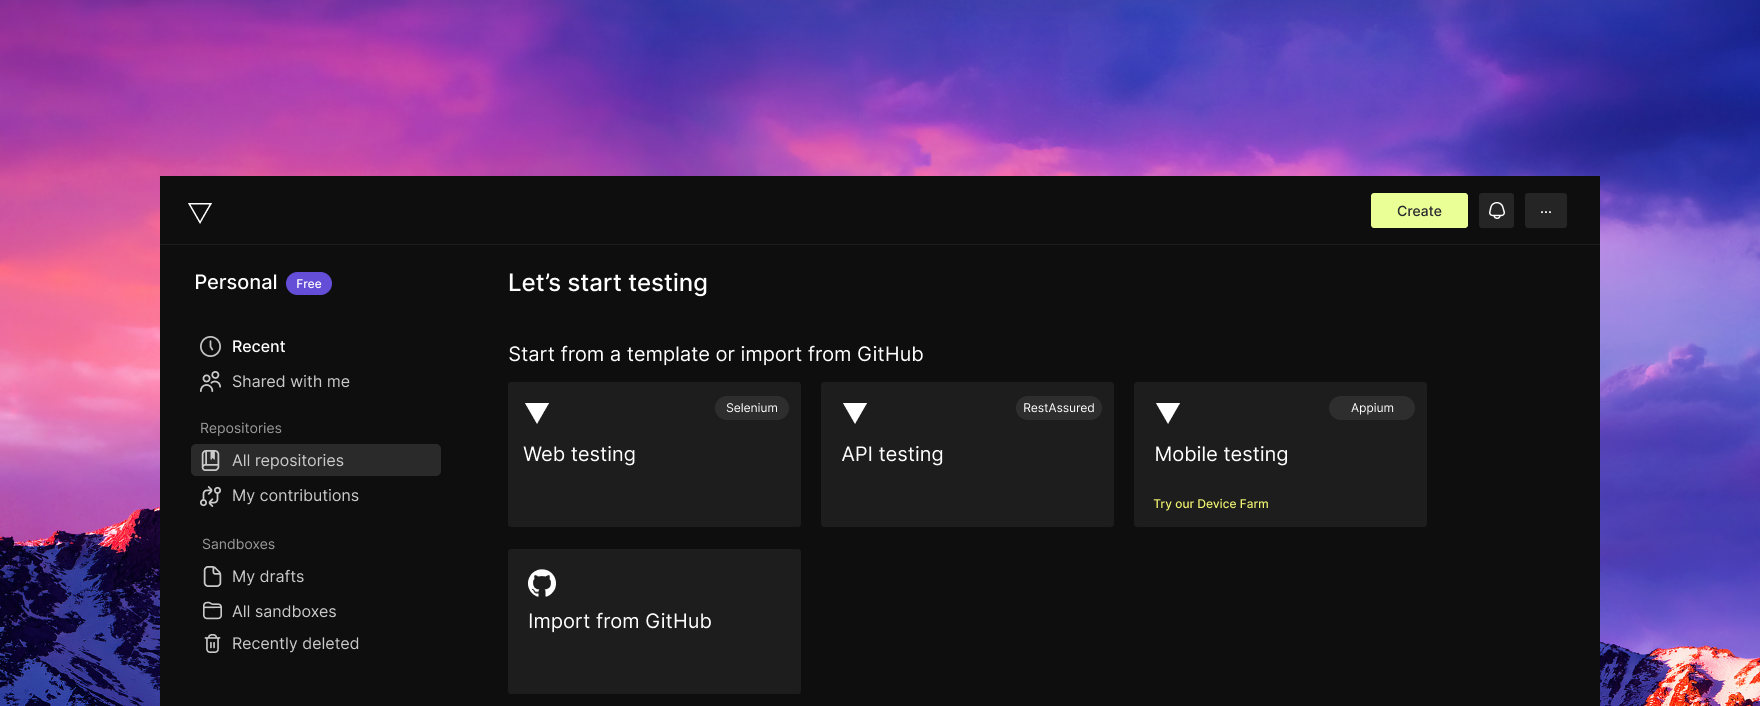 Create
...
Personal
Free
Let’s start testing
Recent
Shared with me
Repositories
All repositories
My contributions
Sandboxes
My drafts
All sandboxes
Recently deleted
Start from a template or import from GitHub
Selenium
Web testing
RestAssured
API testing
Appium
Mobile testing
Try our Device Farm
Import from GitHub